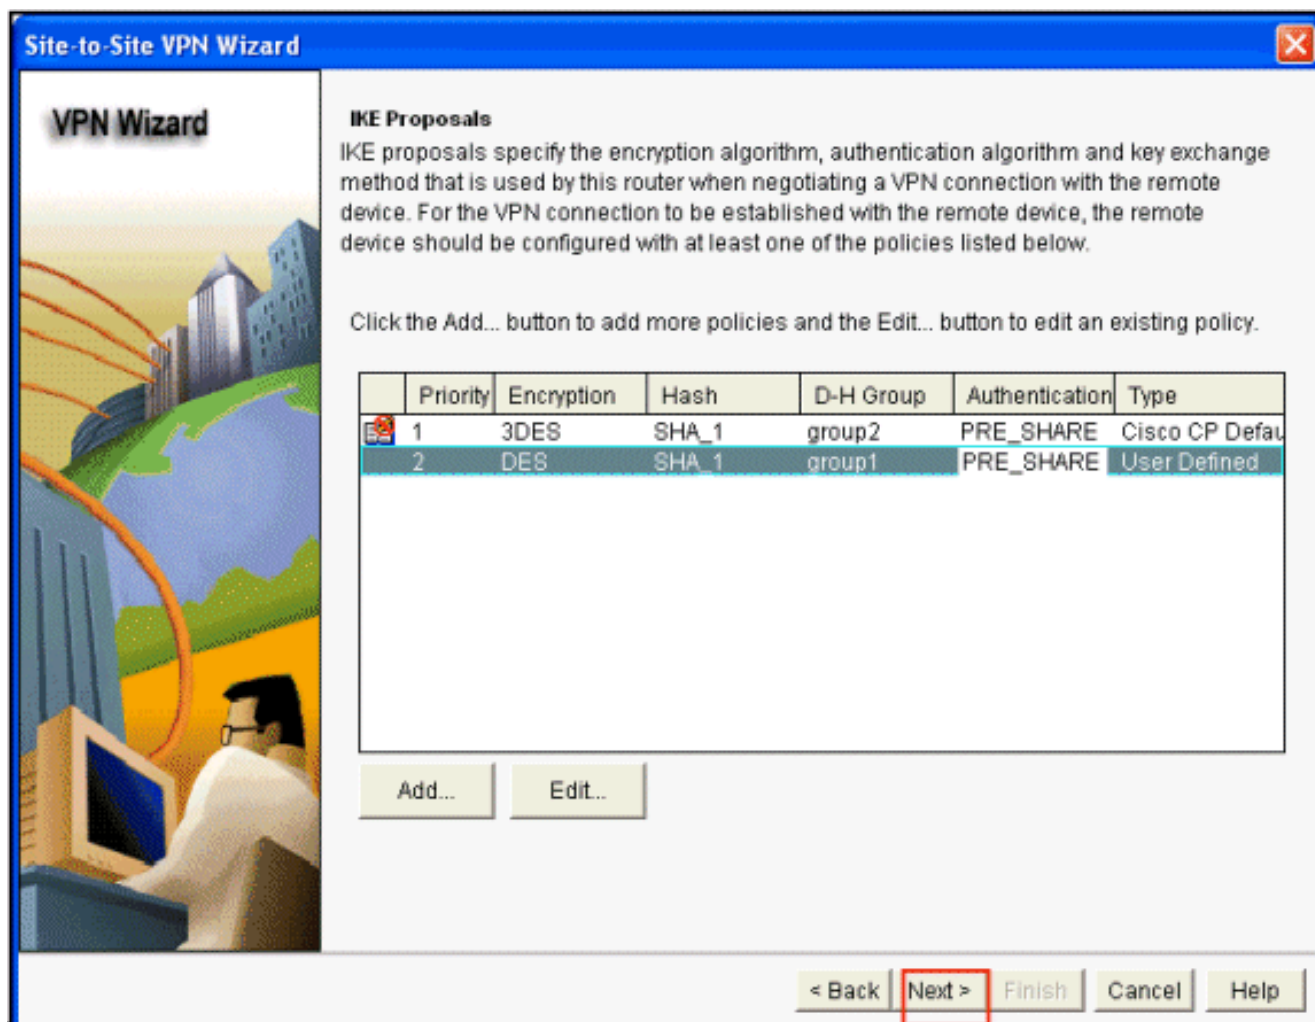 Site-to-Site VPN Wizard
VPN Wizard
IKE Proposals
IKE proposals specify the encryption algorithm, authentication algorithm and key exchange
method that is used by this router when negotiating a VPN connection with the remote
device. For the VPN connection to be established with the remote device, the remote
device should be configured with at least one of the policies listed below.
Click the Add... button to add more policies and the Edit... button to edit an existing policy.
Priority Encryption Hash D-H Group Authentication Type
1 3DES SHA_1 group2 PRE_SHARE Cisco CP Defau
2 DES SHA_1 group1 PRE_SHARE User Defined
Add... Edit...
< Back Next > Finish Cancel Help